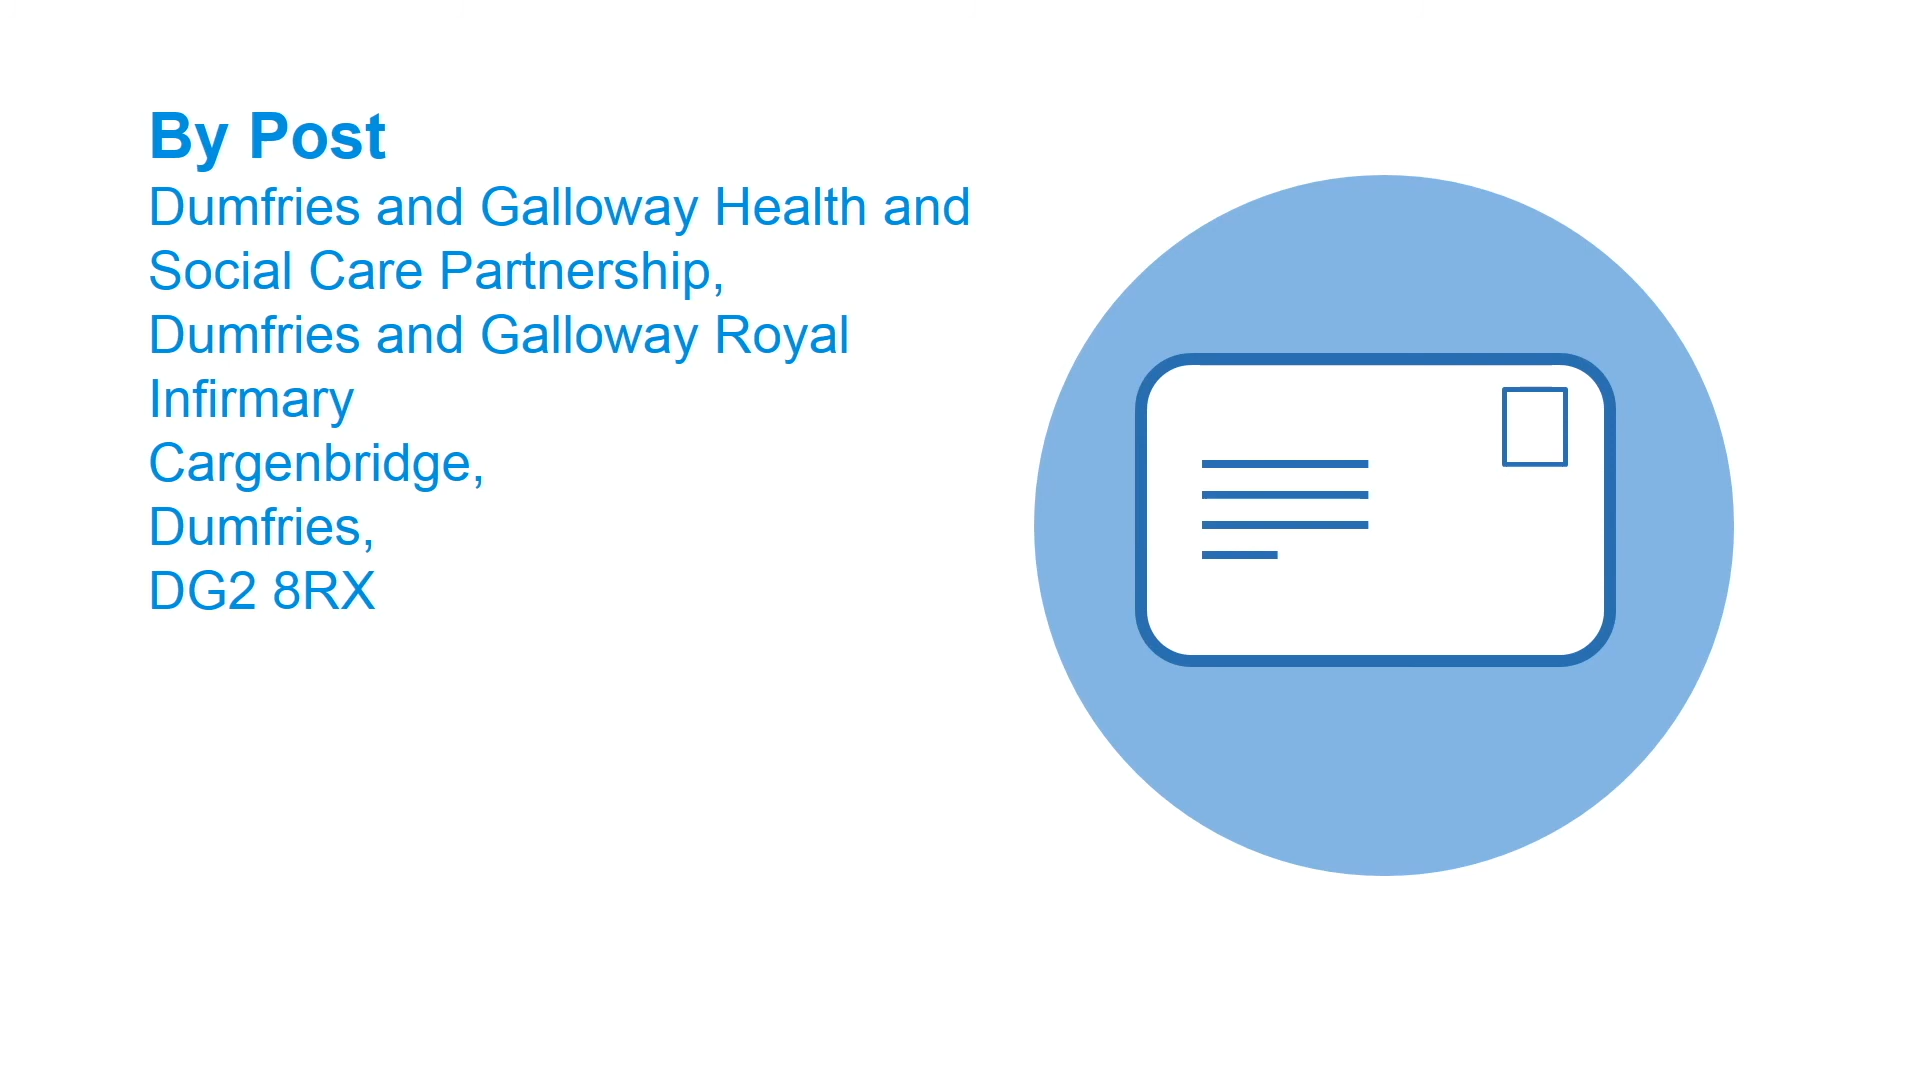 By Post
Dumfries and Galloway Health and
Social Care Partnership,
Dumfries and Galloway Royal
Infirmary
Cargenbridge,
Dumfries,
DG2 8RX